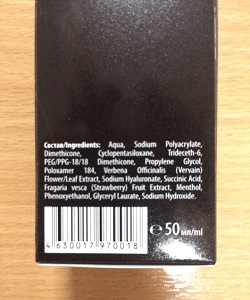 Состав/Ingredients: Aqua, Sodium Polyacrylate,
Dimethicone, Cyclopentasiloxane, Trideceth-6,
PEG/PPG-18/18 Dimethicone, Propylene Glycol,
Poloxamer 184, Verbena Officinalis (Vervain)
Flower/Leaf Extract, Sodium Hyaluronate, Succinic Acid,
Fragaria vesca (Strawberry) Fruit Extract, Menthol,
Phenoxyethanol, Glyceryl Laurate, Sodium Hydroxide.
℮ 50 мл/ml
4 630017 970018